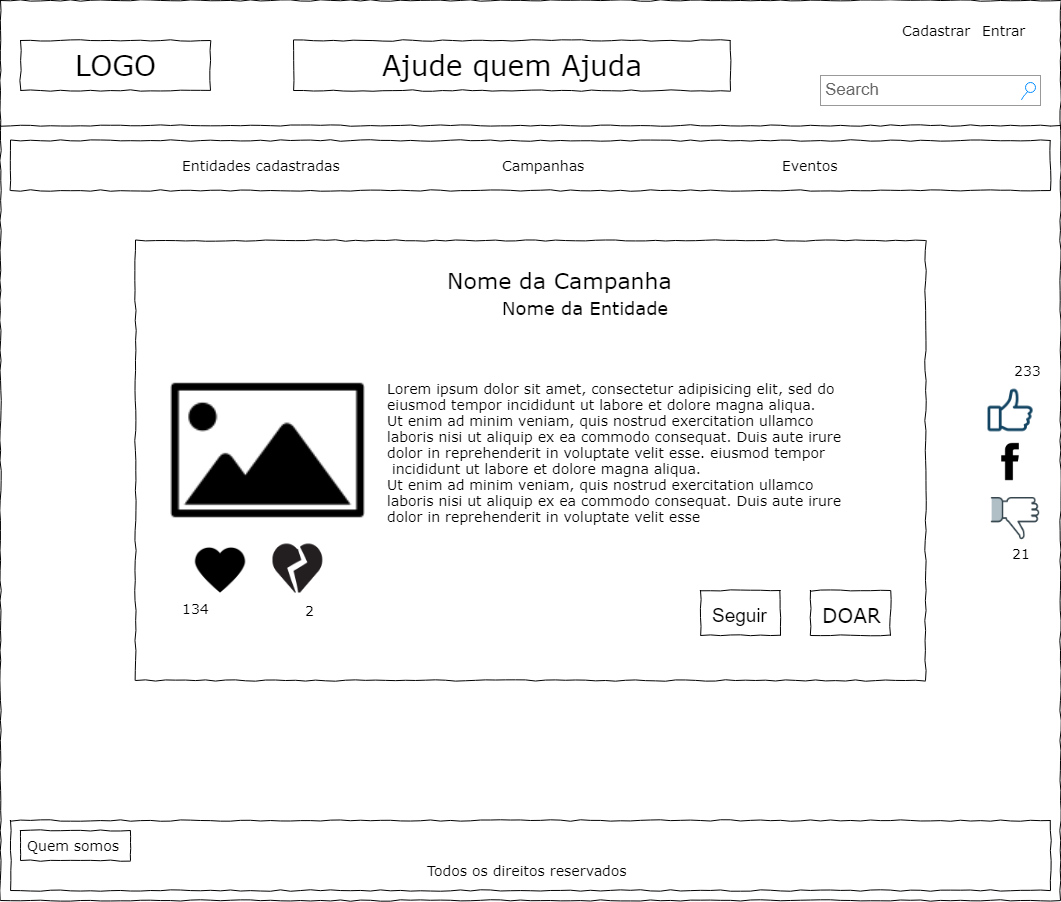 Cadastrar Entrar
LOGO
Ajude quem Ajuda
Search
Entidades cadastradas
Campanhas
Eventos
Nome da Campanha
Nome da Entidade
Lorem ipsum dolor sit amet, consectetur adipisicing elit, sed do
eiusmod tempor incididunt ut labore et dolore magna aliqua.
Ut enim ad minim veniam, quis nostrud exercitation ullamco
laboris nisi ut aliquip ex ea commodo consequat. Duis aute irure
dolor in reprehenderit in voluptate velit esse. eiusmod tempor
incididunt ut labore et dolore magna aliqua.
Ut enim ad minim veniam, quis nostrud exercitation ullamco
laboris nisi ut aliquip ex ea commodo consequat. Duis aute irure
dolor in reprehenderit in voluptate velit esse
134
2
Seguir
DOAR
233
f
21
Quem somos
Todos os direitos reservados